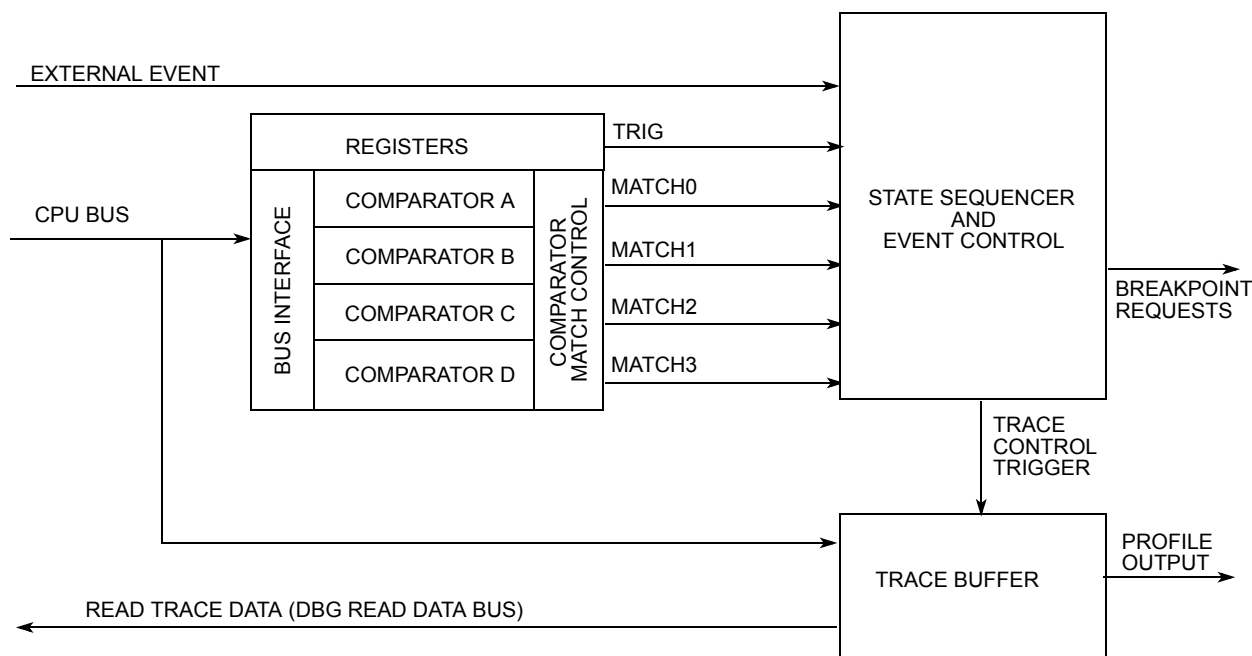 EXTERNAL EVENT
TRIG
REGISTERS
CPU BUS
BUS INTERFACE
COMPARATOR A
COMPARATOR B
COMPARATOR C
COMPARATOR D
COMPARATOR
MATCH CONTROL
MATCH0
MATCH1
MATCH2
MATCH3
STATE SEQUENCER
AND
EVENT CONTROL
BREAKPOINT
REQUESTS
TRACE
CONTROL
TRIGGER
TRACE BUFFER
PROFILE
OUTPUT
READ TRACE DATA (DBG READ DATA BUS)